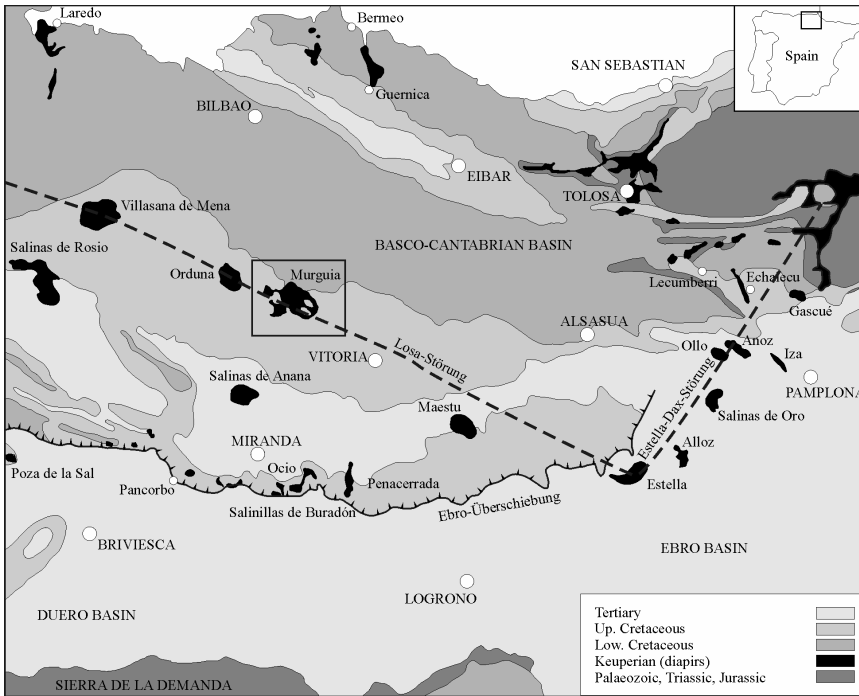 Laredo
Bermeo
SAN SEBASTIAN
Spain
Guernica
BILBAO
EIBAR
TOLOSA
Villasana de Mena
BASCO-CANTABRIAN BASIN
Salinas de Rosio
Orduna
Murguia
Lecumberri
Echalecu
Gascué
ALSASUA
Losa-Störung
VITORIA
Ollo
Anoz
Iza
PAMPLONA
Salinas de Anana
Estella-Dax-Störung
Salinas de Oro
Maestu
MIRANDA
Alloz
Ocio
Poza de la Sal
Pancorbo
Penacerrada
Estella
Salinillas de Buradón
Ebro-Überschiebung
BRIVIESCA
EBRO BASIN
LOGRONO
DUERO BASIN
Tertiary
Up. Cretaceous
Low. Cretaceous
Keuperian (diapirs)
Palaeozoic, Triassic, Jurassic
SIERRA DE LA DEMANDA